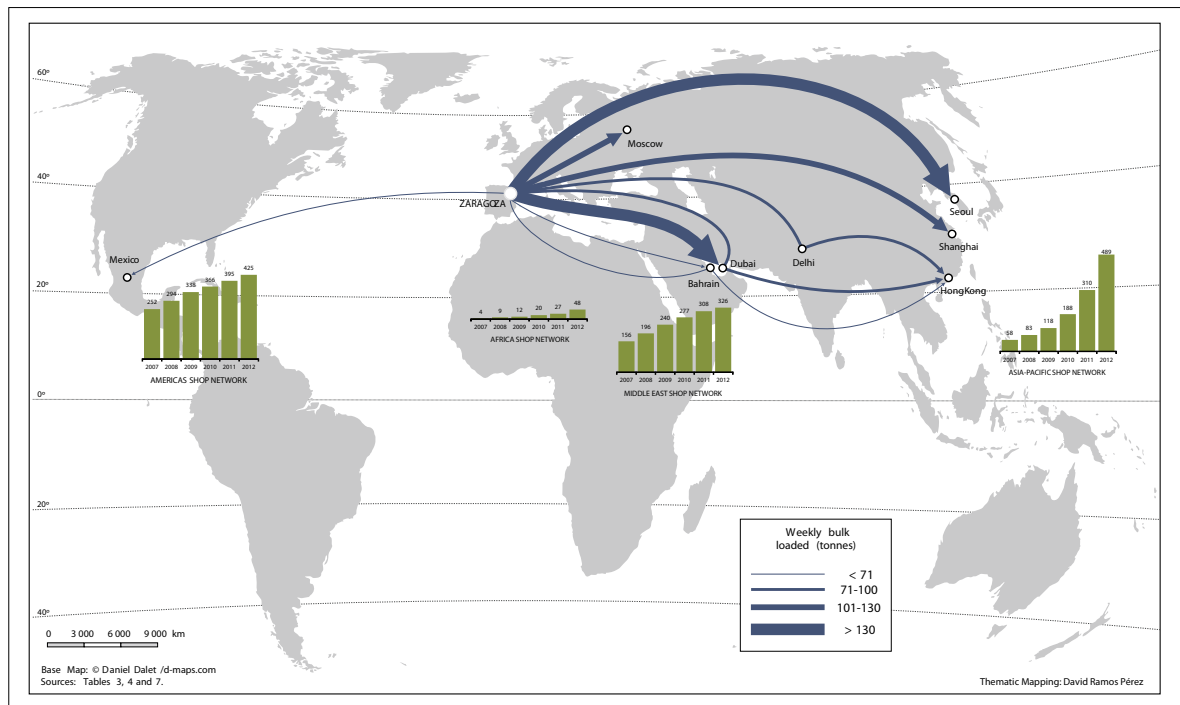 60º
40º
20º
0º
20º
40º
Moscow
ZARAGOZA
Seoul
Shanghai
Mexico
Dubai
Delhi
Bahrain
HongKong
252 294 338 366 395 425
2007 2008 2009 2010 2011 2012
AMERICAS SHOP NETWORK
4 9 12 20 27 48
2007 2008 2009 2010 2011 2012
AFRICA SHOP NETWORK
156 196 240 277 308 326
2007 2008 2009 2010 2011 2012
MIDDLE EAST SHOP NETWORK
58 83 118 188 310 489
2007 2008 2009 2010 2011 2012
ASIA-PACIFIC SHOP NETWORK
Weekly bulk
loaded (tonnes)
< 71
71-100
101-130
> 130
0 3 000 6 000 9 000 km
Base Map: © Daniel Dalet /d-maps.com
Sources: Tables 3, 4 and 7.
Thematic Mapping: David Ramos Pérez